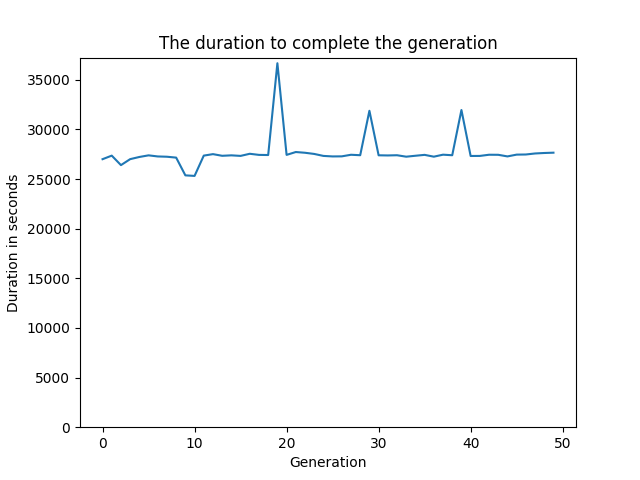 The duration to complete the generation
Duration in seconds
35000
30000
25000
20000
15000
10000
5000
0
0 10 20 30 40 50
Generation